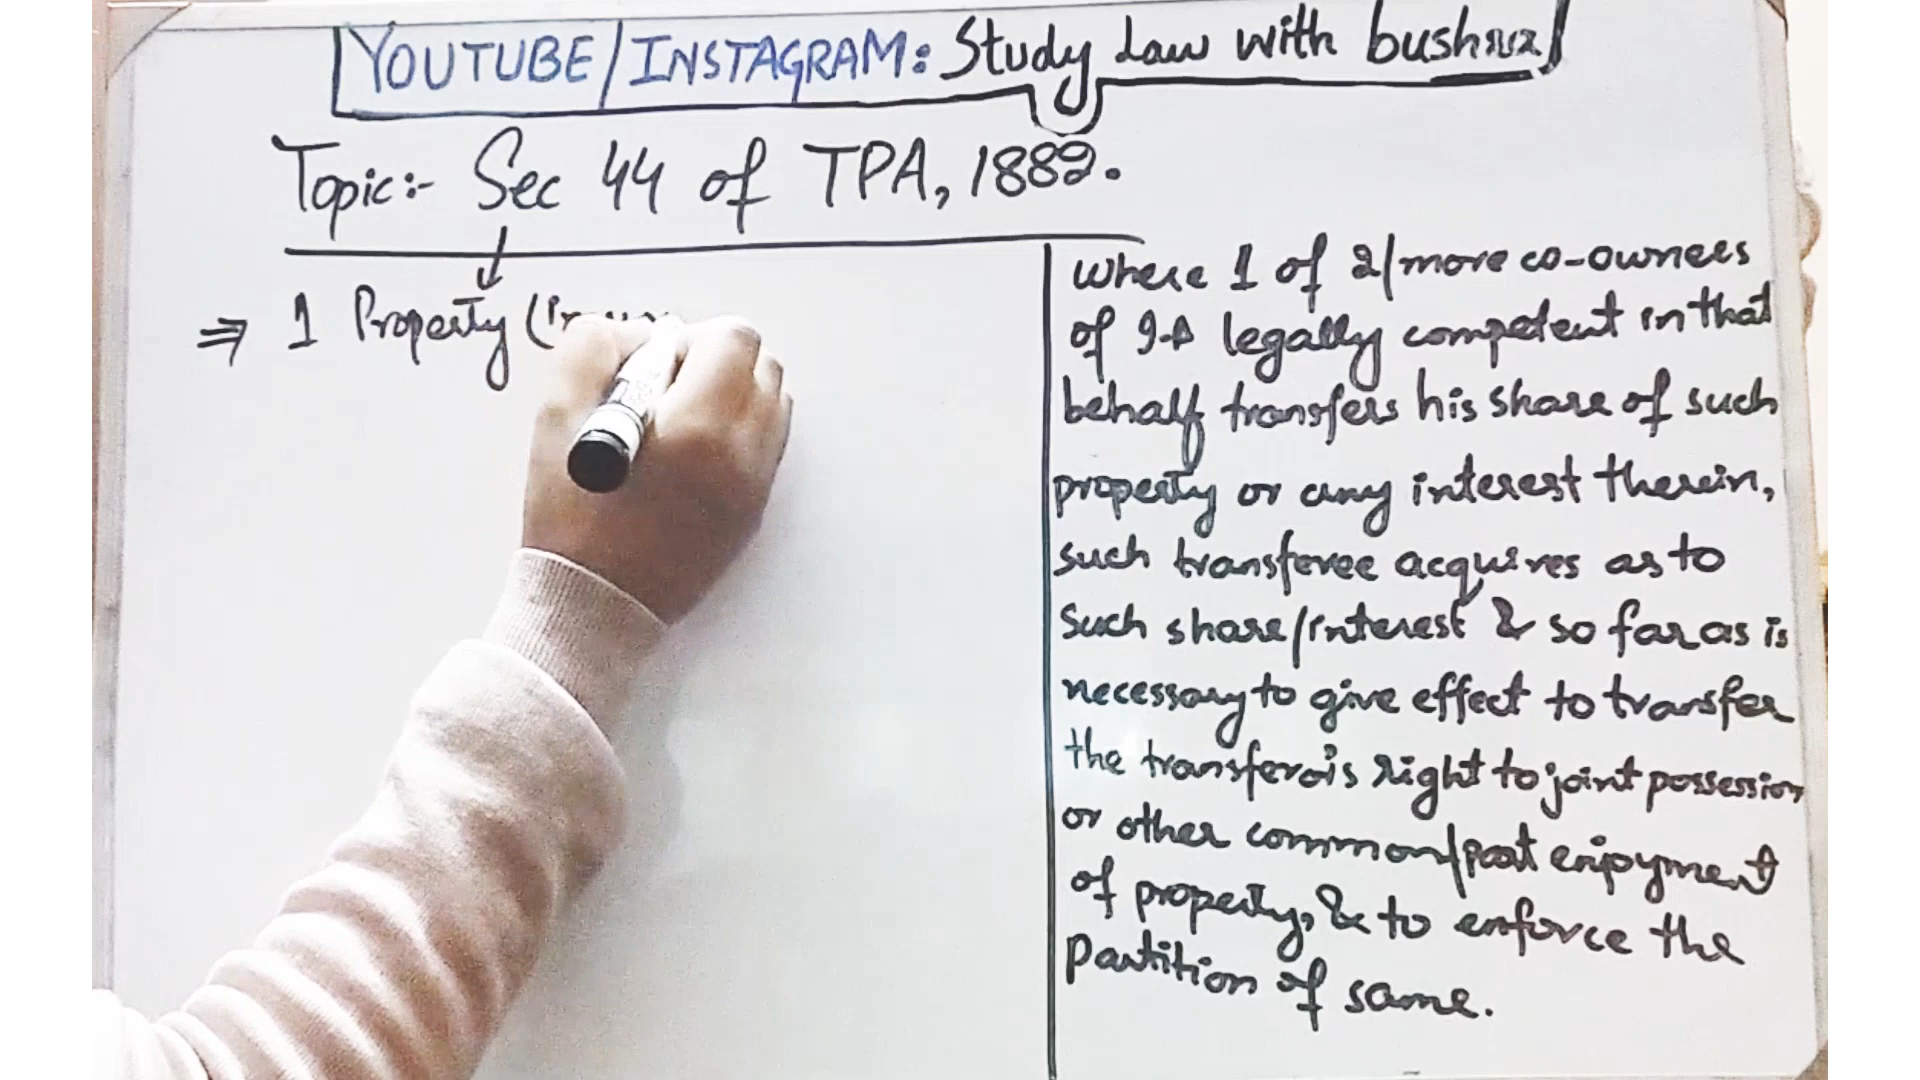 YOUTUBE/INSTAGRAM: Study Law with bushra
Topic:- Sec 44 of TPA, 1882.
⇒ 1 Property (
where 1 of 2/more co-owners
of I.P legally competent in that
behalf transfers his share of such
property or any interest therein,
such transferee acquires as to
such share/interest & so far as is
necessary to give effect to transfer
the transferor's right to joint possession
or other common/part enjoyment
of property, & to enforce the
partition of same.